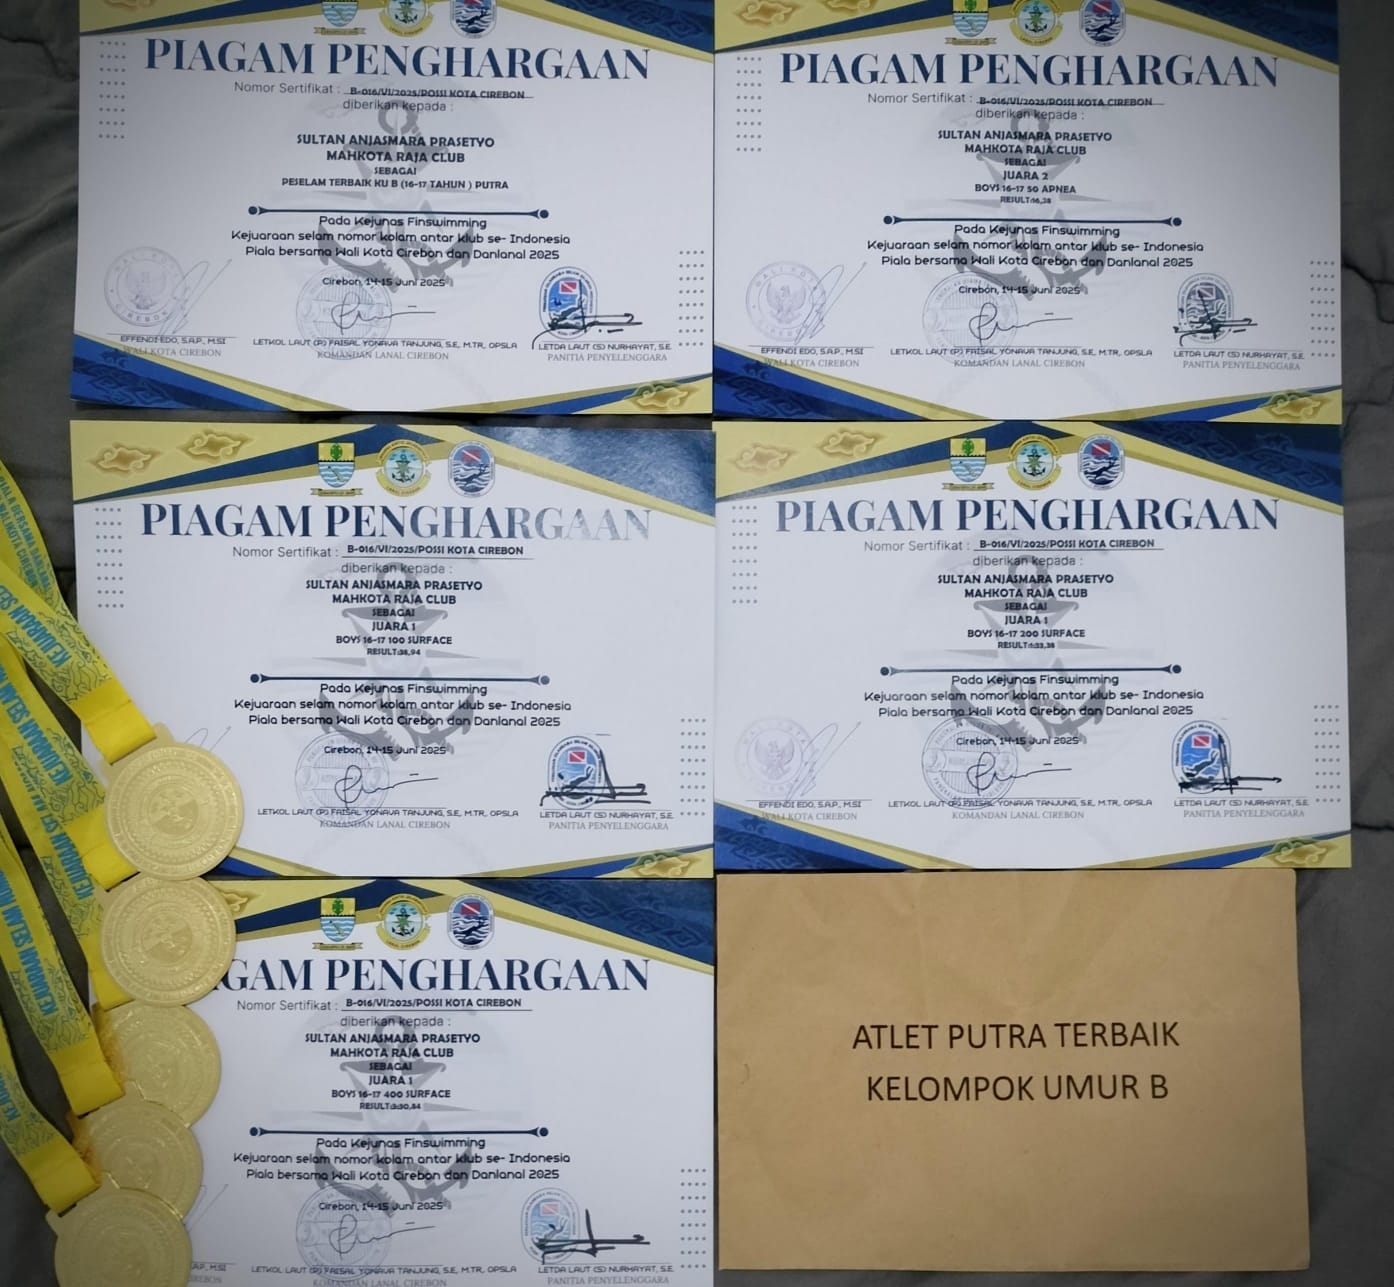 PIAGAM PENGHARGAAN
Nomor Sertifikat : B-016/VI/2025/POSSI KOTA CIREBON
diberikan kepada :
SULTAN ANJASMARA PRASETYO
MAHKOTA RAJA CLUB
SEBAGAI
PESELAM TERBAIK KU B (16-17 TAHUN ) PUTRA
Pada Kejunas Finswimming
Kejuaraan selam nomor kolam antar klub se- Indonesia
Piala bersama Wali Kota Cirebon dan Danlanal 2025
Cirebon, 14-15 Juni 2025
EFFENDI EDO, S.A.P., M.SI
WALI KOTA CIREBON
LETKOL LAUT (P) FAISAL YONAVA TANJUNG, S.E, M.TR, OPSLA
KOMANDAN LANAL CIREBON
LETDA LAUT (S) NURHAYAT, S.E.
PANITIA PENYELENGGARA
PIAGAM PENGHARGAAN
Nomor Sertifikat : B-016/VI/2025/POSSI KOTA CIREBON
diberikan kepada :
SULTAN ANJASMARA PRASETYO
MAHKOTA RAJA CLUB
SEBAGAI
JUARA 2
BOYS 16-17 50 APNEA
RESULT:16,38
Pada Kejunas Finswimming
Kejuaraan selam nomor kolam antar klub se- Indonesia
Piala bersama Wali Kota Cirebon dan Danlanal 2025
Cirebon, 14-15 Juni 2025
EFFENDI EDO, S.A.P., M.SI
WALI KOTA CIREBON
LETKOL LAUT (P) FAISAL YONAVA TANJUNG, S.E, M.TR, OPSLA
KOMANDAN LANAL CIREBON
LETDA LAUT (S) NURHAYAT, S.E.
PANITIA PENYELENGGARA
PIAGAM PENGHARGAAN
Nomor Sertifikat : B-016/VI/2025/POSSI KOTA CIREBON
diberikan kepada :
SULTAN ANJASMARA PRASETYO
MAHKOTA RAJA CLUB
SEBAGAI
JUARA 1
BOYS 16-17 100 SURFACE
RESULT:38,94
Pada Kejunas Finswimming
Kejuaraan selam nomor kolam antar klub se- Indonesia
Piala bersama Wali Kota Cirebon dan Danlanal 2025
Cirebon, 14-15 Juni 2025
LETKOL LAUT (P) FAISAL YONAVA TANJUNG, S.E, M.TR, OPSLA
KOMANDAN LANAL CIREBON
LETDA LAUT (S) NURHAYAT, S.E.
PANITIA PENYELENGGARA
PIAGAM PENGHARGAAN
Nomor Sertifikat : B-016/VI/2025/POSSI KOTA CIREBON
diberikan kepada :
SULTAN ANJASMARA PRASETYO
MAHKOTA RAJA CLUB
SEBAGAI
JUARA 1
BOYS 16-17 200 SURFACE
Pada Kejunas Finswimming
Kejuaraan selam nomor kolam antar klub se- Indonesia
Piala bersama Wali Kota Cirebon dan Danlanal 2025
Cirebon, 14-15 Juni 2025
EFFENDI EDO, S.A.P., M.SI
WALI KOTA CIREBON
LETKOL LAUT (P) FAISAL YONAVA TANJUNG, S.E, M.TR, OPSLA
KOMANDAN LANAL CIREBON
LETDA LAUT (S) NURHAYAT, S.E.
PANITIA PENYELENGGARA
GAM PENGHARGAAN
Nomor Sertifikat : B-016/VI/2025/POSSI KOTA CIREBON
diberikan kepada :
SULTAN ANJASMARA PRASETYO
MAHKOTA RAJA CLUB
SEBAGAI
JUARA 1
BOYS 16-17 400 SURFACE
Pada Kejunas Finswimming
Kejuaraan selam nomor kolam antar klub se- Indonesia
Piala bersama Wali Kota Cirebon dan Danlanal 2025
Cirebon, 14-15 Juni 2025
LETKOL LAUT (P) FAISAL YONAVA TANJUNG, S.E, M.TR, OPSLA
KOMANDAN LANAL CIREBON
LETDA LAUT (S) NURHAYAT, S.E.
PANITIA PENYELENGGARA
ATLET PUTRA TERBAIK
KELOMPOK UMUR B